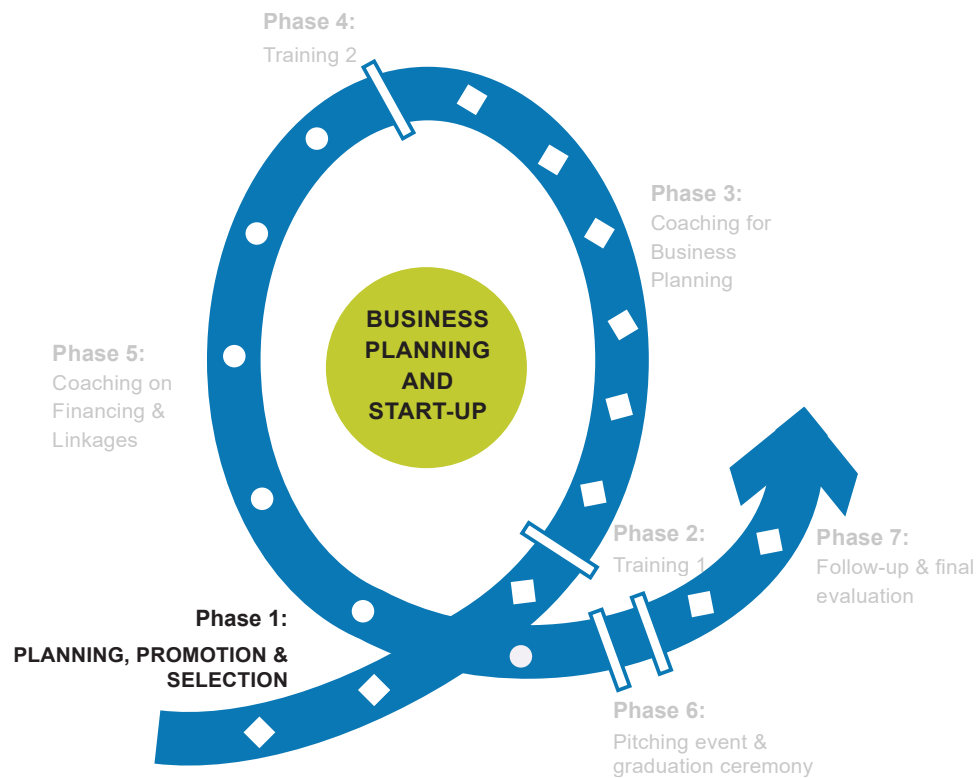 Phase 4:
Training 2
Phase 3:
Coaching for
Business
Planning
BUSINESS
PLANNING
AND
START-UP
Phase 5:
Coaching on
Financing &
Linkages
Phase 2:
Training 1
Phase 7:
Follow-up & final
evaluation
Phase 1:
PLANNING, PROMOTION &
SELECTION
Phase 6:
Pitching event &
graduation ceremony